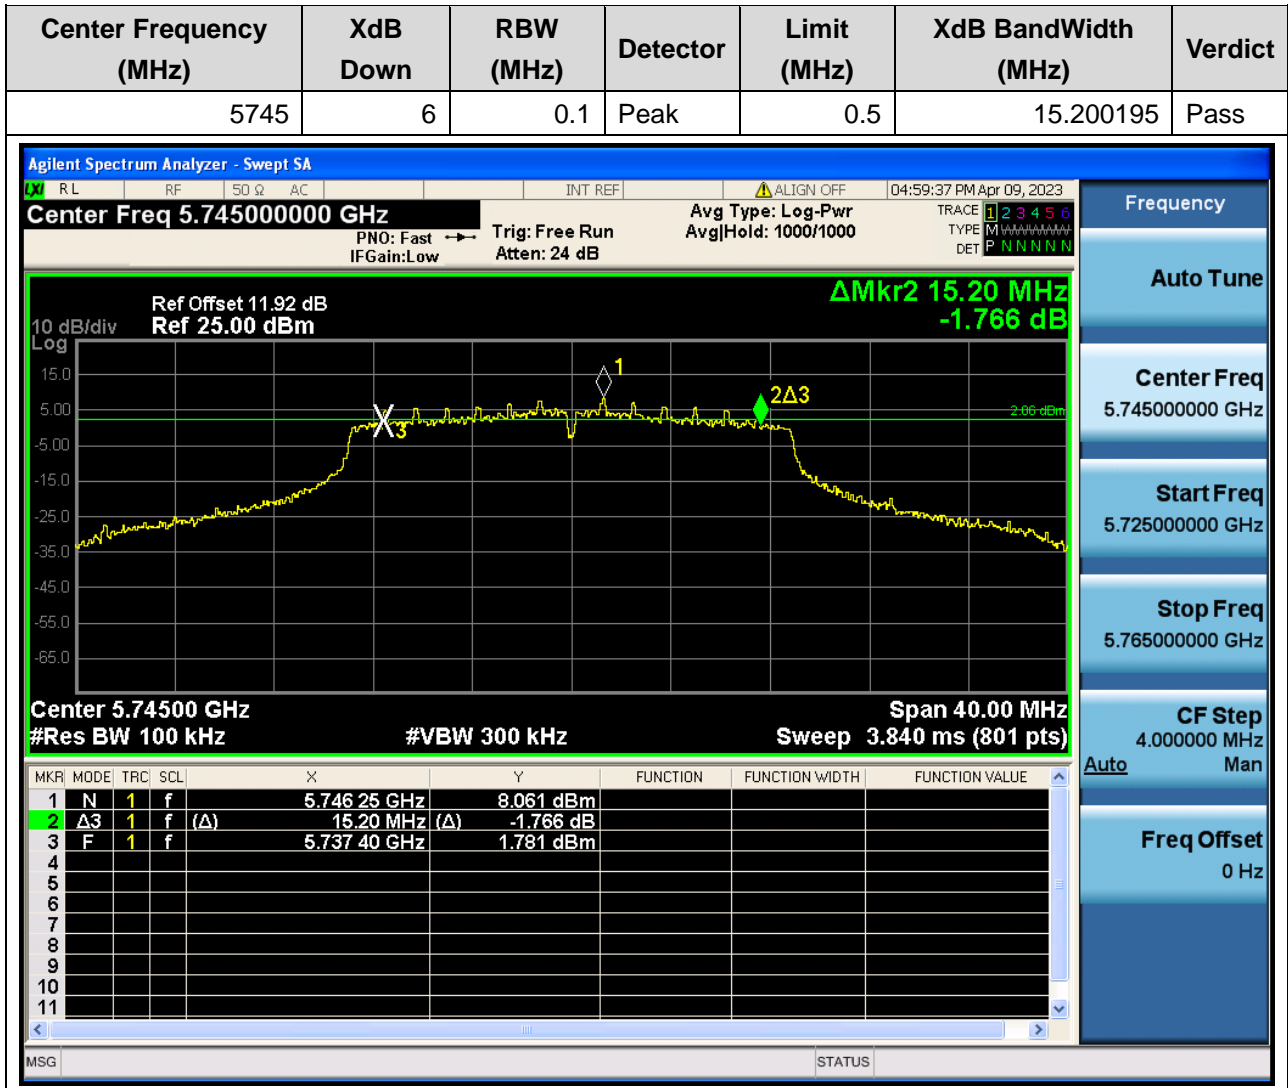 Center Frequency (MHz) XdB Down RBW (MHz) Detector Limit (MHz) XdB BandWidth (MHz) Verdict
5745 6 0.1 Peak 0.5 15.200195 Pass
Agilent Spectrum Analyzer - Swept SA
LXI RL RF 50 Ω AC INT REF ALIGN OFF 04:59:37 PM Apr 09, 2023
Center Freq 5.745000000 GHz
PNO: Fast
IFGain:Low
Trig: Free Run
Atten: 24 dB
Avg Type: Log-Pwr
Avg|Hold: 1000/1000
TRACE 1 2 3 4 5 6
TYPE M
DET P N N N N N
ΔMkr2 15.20 MHz
-1.766 dB
Ref Offset 11.92 dB
10 dB/div Ref 25.00 dBm
Log
15.0
5.00
-5.00
-15.0
-25.0
-35.0
-45.0
-55.0
-65.0
1
2Δ3
X3
2.06 dBm
Center 5.74500 GHz Span 40.00 MHz
#Res BW 100 kHz #VBW 300 kHz Sweep 3.840 ms (801 pts)
MKR MODE TRC SCL X Y FUNCTION FUNCTION WIDTH FUNCTION VALUE
1 N 1 f 5.746 25 GHz 8.061 dBm
2 Δ3 1 f (Δ) 15.20 MHz (Δ) -1.766 dB
3 F 1 f 5.737 40 GHz 1.781 dBm
4
5
6
7
8
9
10
11
MSG STATUS
Frequency
Auto Tune
Center Freq
5.745000000 GHz
Start Freq
5.725000000 GHz
Stop Freq
5.765000000 GHz
CF Step
4.000000 MHz
Auto Man
Freq Offset
0 Hz